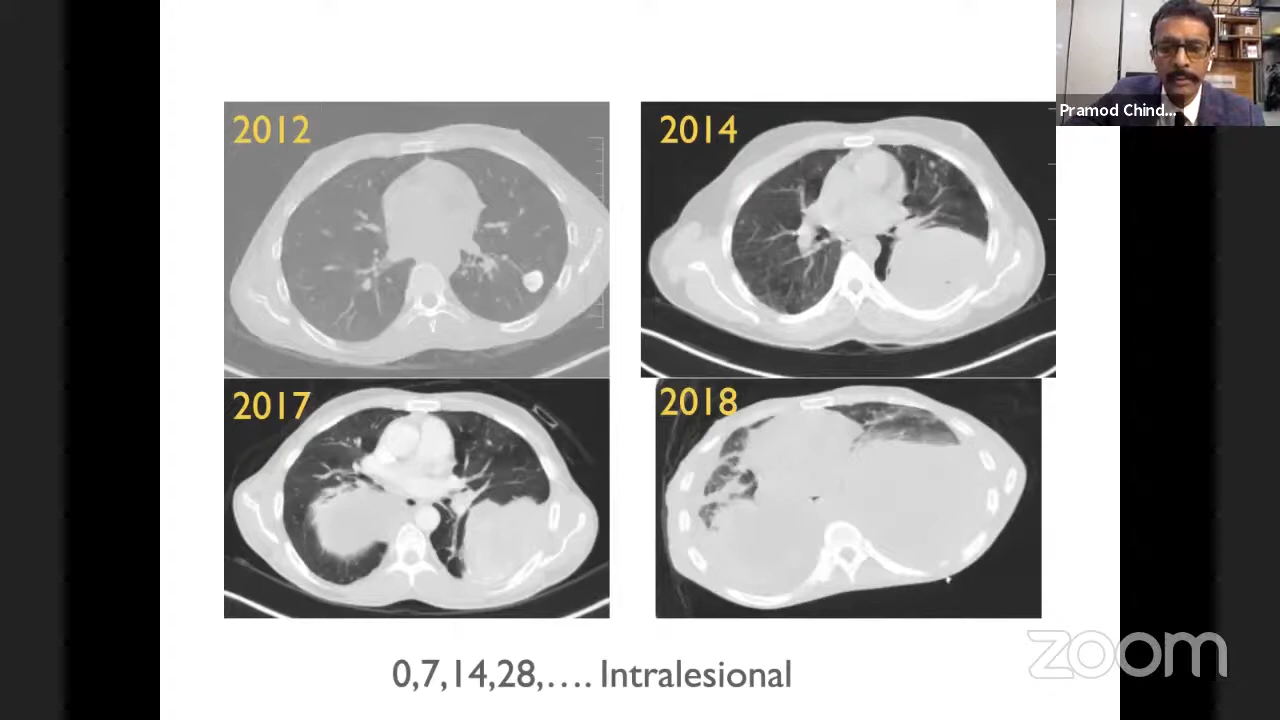 Pramod Chind...
2012
2014
2017
2018
0,7,14,28,.... Intralesional
zoom